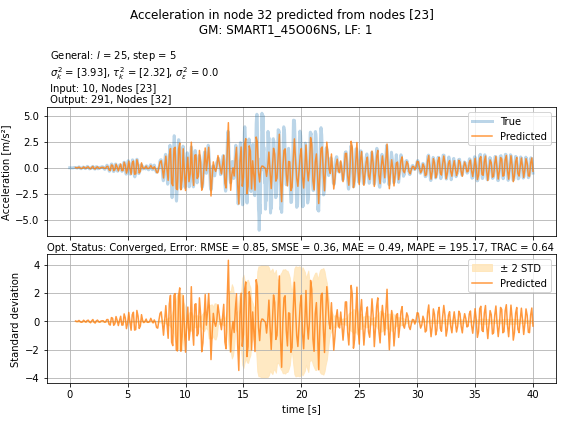 Acceleration in node 32 predicted from nodes [23]
GM: SMART1_45O06NS, LF: 1
General: l = 25, step = 5
σ²ₖ = [3.93], τ²ₖ = [2.32], σ²ε = 0.0
Input: 10, Nodes [23]
Output: 291, Nodes [32]
5.0
2.5
0.0
−2.5
−5.0
Acceleration [m/s²]
True
Predicted
Opt. Status: Converged, Error: RMSE = 0.85, SMSE = 0.36, MAE = 0.49, MAPE = 195.17, TRAC = 0.64
4
2
0
−2
−4
Standard deviation
± 2 STD
Predicted
0 5 10 15 20 25 30 35 40
time [s]